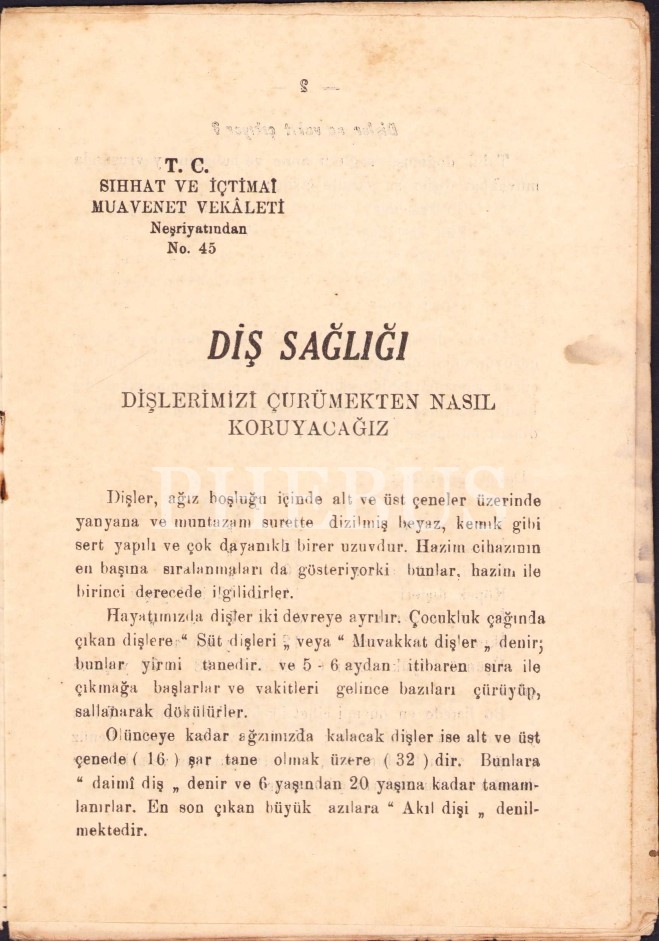 T. C.
SIHHAT VE İÇTİMAÎ
MUAVENET VEKÂLETİ
Neşriyatından
No. 45
DİŞ SAĞLIĞI
DİŞLERİMİZİ ÇURÜMEKTEN NASIL
KORUYACAĞIZ
PHEBUS
Dişler, ağız boşluğu içinde alt ve üst çeneler üzerinde
yanyana ve muntazam surette dizilmiş beyaz, kemik gibi
sert yapılı ve çok dayanıklı birer uzuvdur. Hazim cihazının
en başına sıralanmaları da gösteriyorki bunlar, hazim ile
birinci derecede ilgilidirler.
Hayatımızda dişler iki devreye ayrılır. Çocukluk çağında
çıkan dişlere “ Süt dişleri „ veya “ Muvakkat dişler „ denir;
bunlar yirmi tanedir. ve 5 - 6 aydan itibaren sıra ile
çıkmağa başlarlar ve vakitleri gelince bazıları çürüyüp,
sallanarak dökülürler.
Olünceye kadar ağzımızda kalacak dişler ise alt ve üst
çenede ( 16 ) şar tane olmak üzere ( 32 ) dir. Bunlara
“ daimî diş „ denir ve 6 yaşından 20 yaşına kadar tamam-
lanırlar. En son çıkan büyük azılara “ Akıl dişi „ denil-
mektedir.